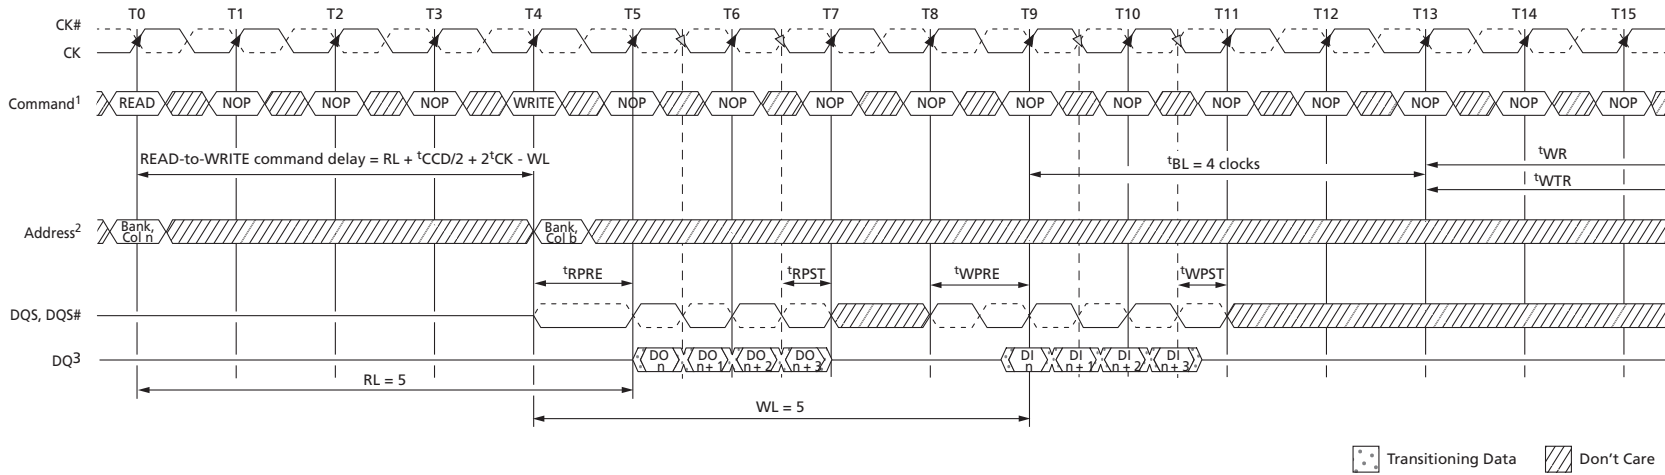 T0 T1 T2 T3 T4 T5 T6 T7 T8 T9 T10 T11 T12 T13 T14 T15
CK#
CK
Command1 READ NOP NOP NOP WRITE NOP NOP NOP NOP NOP NOP NOP NOP NOP NOP NOP
READ-to-WRITE command delay = RL + tCCD/2 + 2tCK - WL
tBL = 4 clocks
tWR
tWTR
Address2 Bank, Col n Bank, Col b
tRPRE tRPST tWPRE tWPST
DQS, DQS#
DQ3 DO n DO n + 1 DO n + 2 DO n + 3 DI n DI n + 1 DI n + 2 DI n + 3
RL = 5
WL = 5
Transitioning Data Don't Care